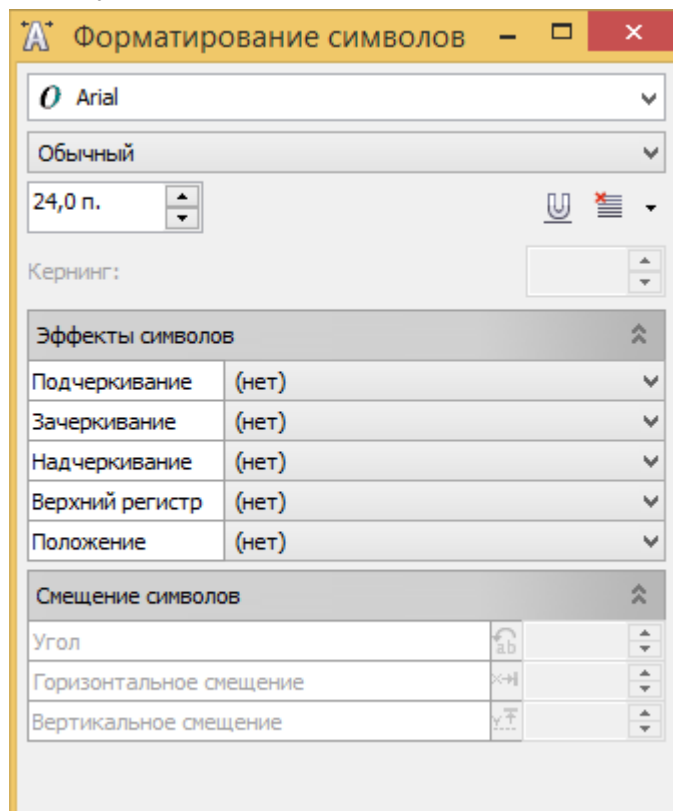 Форматирование символов
Arial
Обычный
24,0 п.
Кернинг:
Эффекты символов
Подчеркивание (нет)
Зачеркивание (нет)
Надчеркивание (нет)
Верхний регистр (нет)
Положение (нет)
Смещение символов
Угол ab
Горизонтальное смещение
Вертикальное смещение